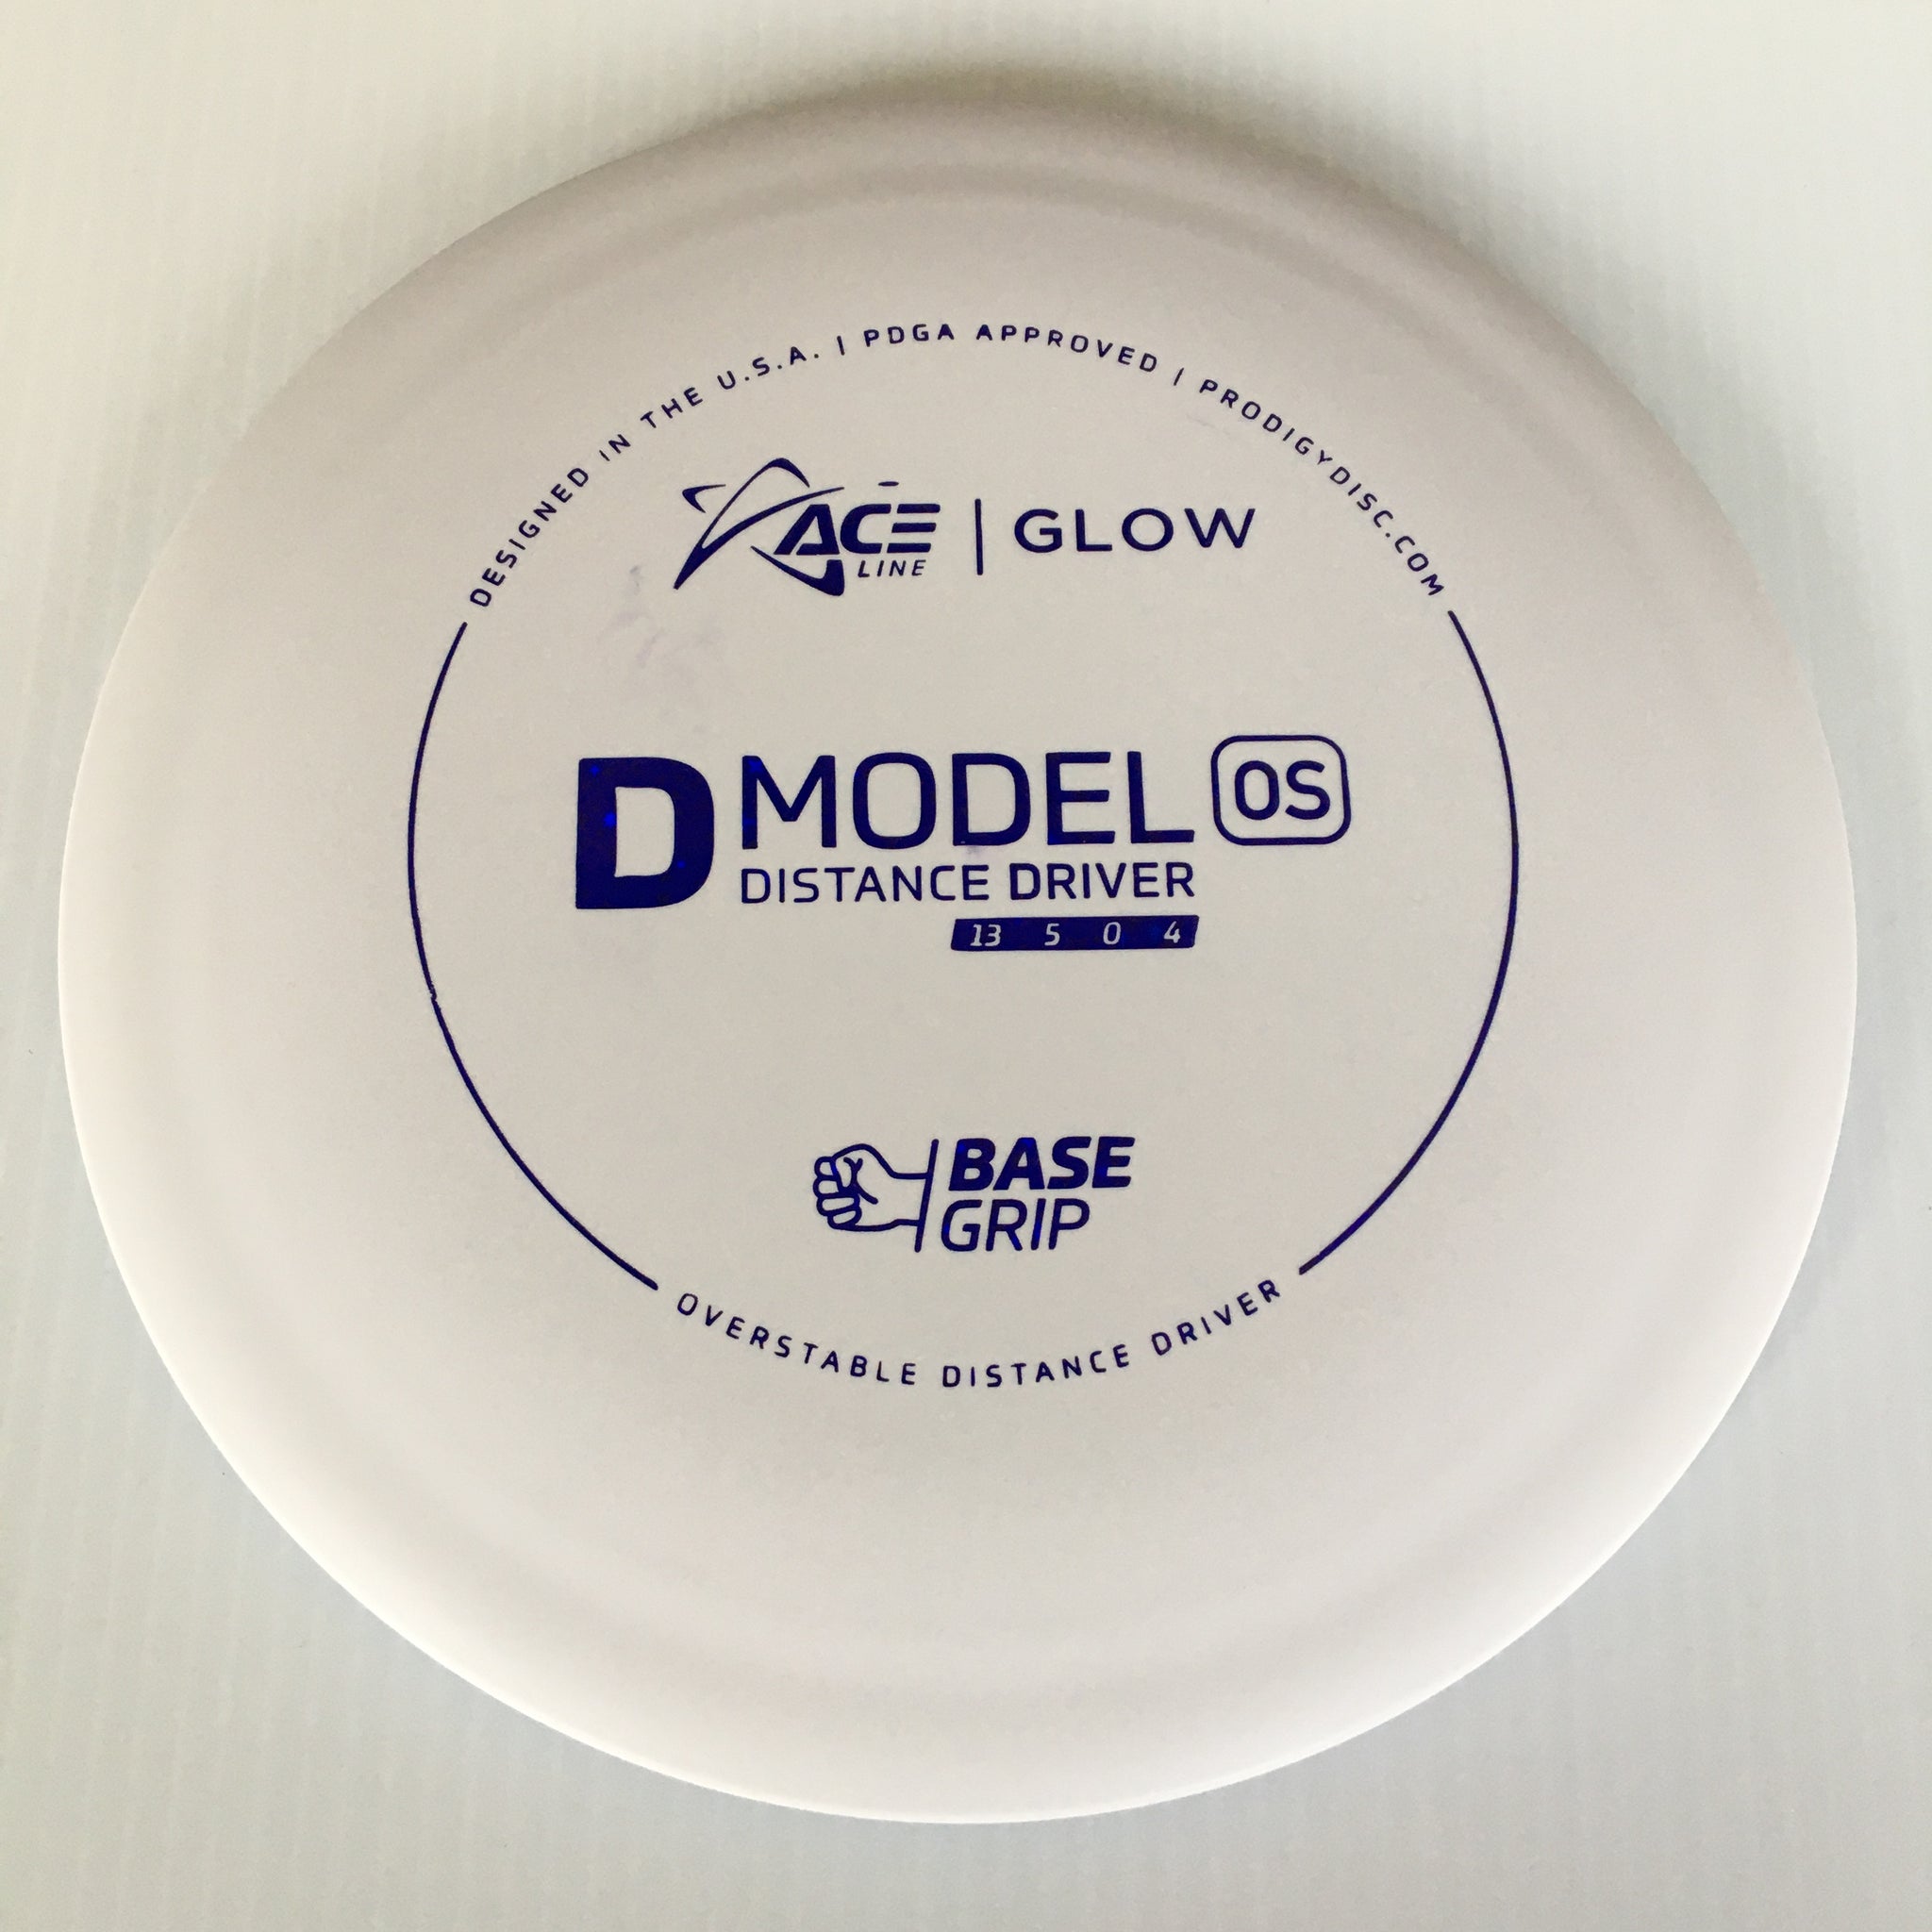 DESIGNED IN THE U.S.A. | PDGA APPROVED | PRODIGYDISC.COM
ACE | GLOW
LINE
D MODEL OS
DISTANCE DRIVER
13 5 0 4
BASE
GRIP
OVERSTABLE DISTANCE DRIVER